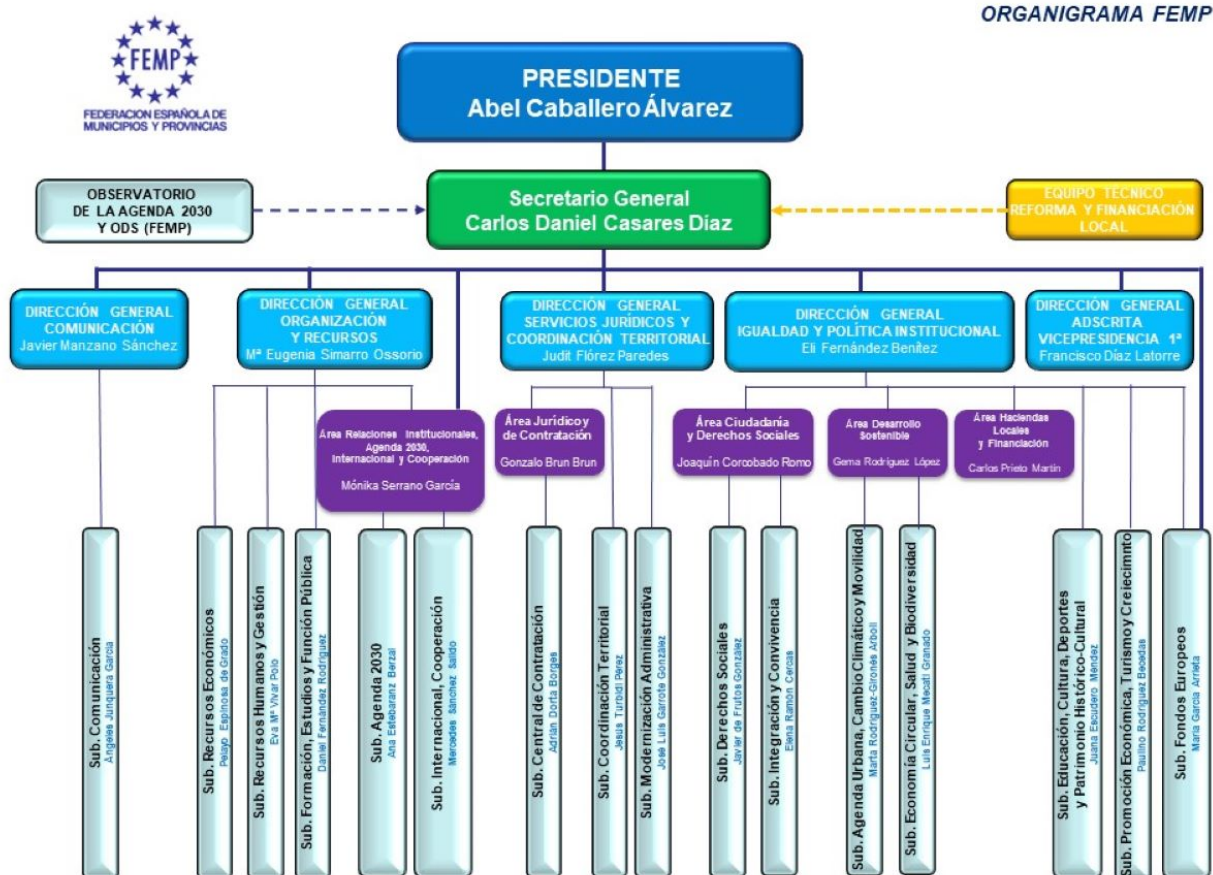 ORGANIGRAMA FEMP
FEMP
FEDERACION ESPAÑOLA DE
MUNICIPIOS Y PROVINCIAS
PRESIDENTE
Abel Caballero Álvarez
OBSERVATORIO
DE LA AGENDA 2030
Y ODS (FEMP)
Secretario General
Carlos Daniel Casares Díaz
EQUIPO TÉCNICO
REFORMA Y FINANCIACIÓN
LOCAL
DIRECCIÓN GENERAL
COMUNICACIÓN
Javier Manzano Sánchez
DIRECCIÓN GENERAL
ORGANIZACIÓN
Y RECURSOS
Mª Eugenia Simarro Ossorio
DIRECCIÓN GENERAL
SERVICIOS JURÍDICOS Y
COORDINACIÓN TERRITORIAL
Judit Flórez Paredes
DIRECCIÓN GENERAL
IGUALDAD Y POLÍTICA INSTITUCIONAL
Eli Fernández Benítez
DIRECCIÓN GENERAL
ADSCRITA
VICEPRESIDENCIA 1ª
Francisco Díaz Latorre
Área Relaciones Institucionales,
Agenda 2030,
Internacional y Cooperación
Mónika Serrano García
Área Jurídico y
de Contratación
Gonzalo Brun Brun
Área Ciudadanía
y Derechos Sociales
Joaquín Corcobado Romo
Área Desarrollo
Sostenible
Gema Rodríguez López
Área Haciendas
Locales
y Financiación
Carlos Prieto Martín
Sub. Comunicación
Ángeles Junquera García
Sub. Recursos Económicos
Pelayo Espinosa de Grado
Sub. Recursos Humanos y Gestión
Eva Mª Vivar Polo
Sub. Formación, Estudios y Función Pública
Daniel Fernández Rodríguez
Sub. Agenda 2030
Ana Estebaranz Berzal
Sub. Internacional, Cooperación
Mercedes Sánchez Salido
Sub. Central de Contratación
Adrián Dorta Borges
Sub. Coordinación Territorial
Jesús Turbidí Pérez
Sub. Modernización Administrativa
José Luis Garrote González
Sub. Derechos Sociales
Javier de Frutos González
Sub. Integración y Convivencia
Elena Ramón Cercas
Sub. Agenda Urbana, Cambio Climático y Movilidad
Marta Rodríguez-Gironés Arboli
Sub. Economía Circular, Salud y Biodiversidad
Luis Enrique Mecati Granado
Sub. Educación, Cultura, Deportes
y Patrimonio Histórico-Cultural
Juana Escudero Méndez
Sub. Promoción Económica, Turismo y Creiecimnto
Paulino Rodríguez Becedas
Sub. Fondos Europeos
María García Arrieta